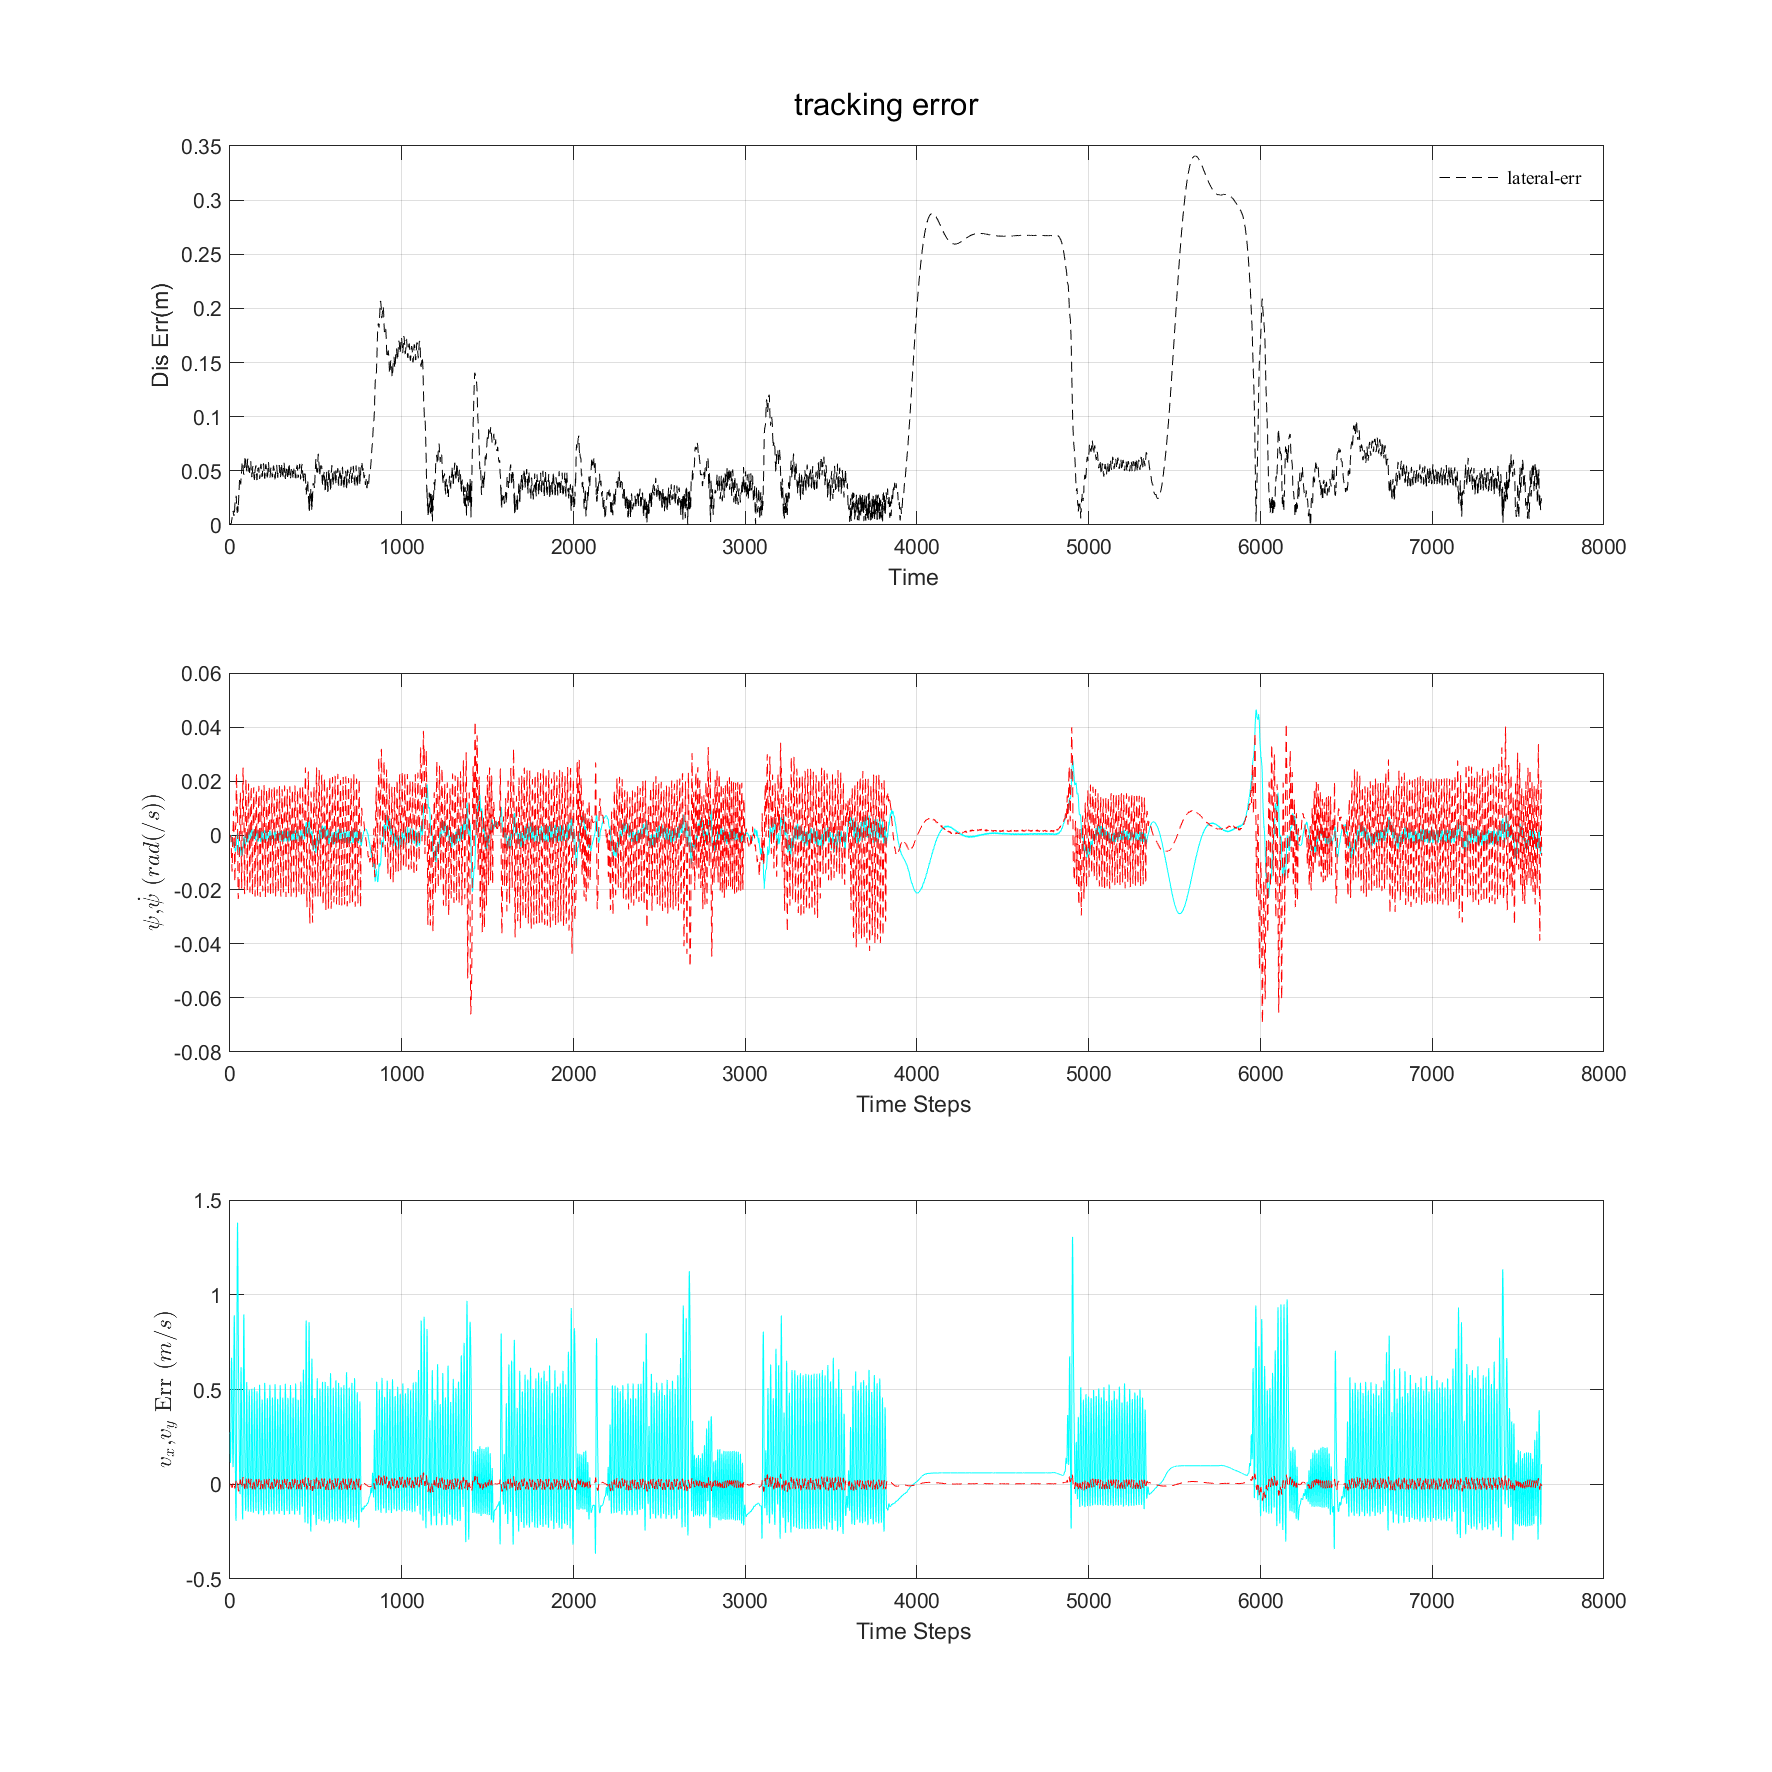 tracking error
0.35
0.3
0.25
0.2
0.15
0.1
0.05
0
Dis Err(m)
lateral-err
0 1000 2000 3000 4000 5000 6000 7000 8000
Time
0.06
0.04
0.02
0
-0.02
-0.04
-0.06
-0.08
ψ,ψ̇ (rad(/s))
0 1000 2000 3000 4000 5000 6000 7000 8000
Time Steps
1.5
1
0.5
0
-0.5
v_x,v_y Err (m/s)
0 1000 2000 3000 4000 5000 6000 7000 8000
Time Steps